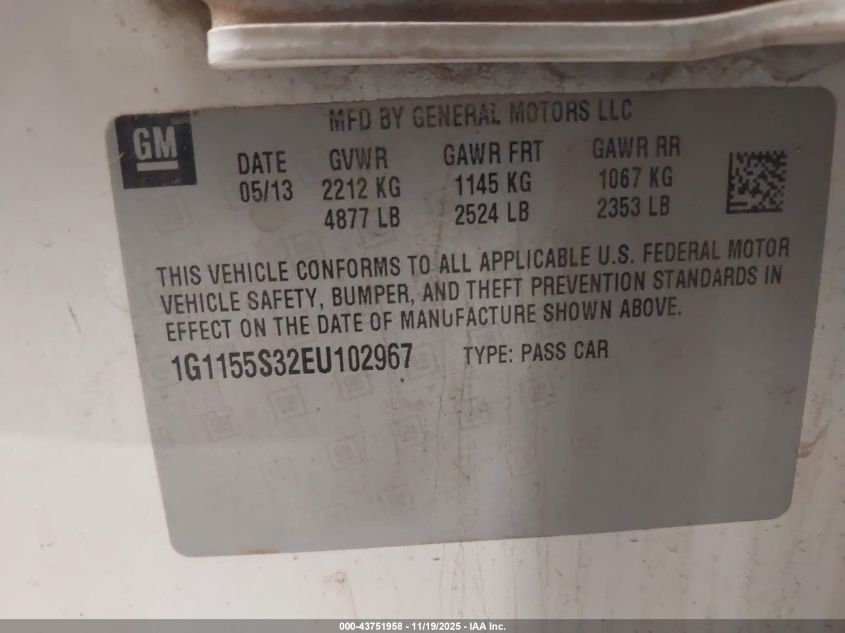 MFD BY GENERAL MOTORS LLC
GM
DATE GVWR GAWR FRT GAWR RR
05/13 2212 KG 1145 KG 1067 KG
4877 LB 2524 LB 2353 LB
THIS VEHICLE CONFORMS TO ALL APPLICABLE U.S. FEDERAL MOTOR
VEHICLE SAFETY, BUMPER, AND THEFT PREVENTION STANDARDS IN
EFFECT ON THE DATE OF MANUFACTURE SHOWN ABOVE.
1G1155S32EU102967 TYPE: PASS CAR
000-43751958 - 11/19/2025 - IAA Inc.